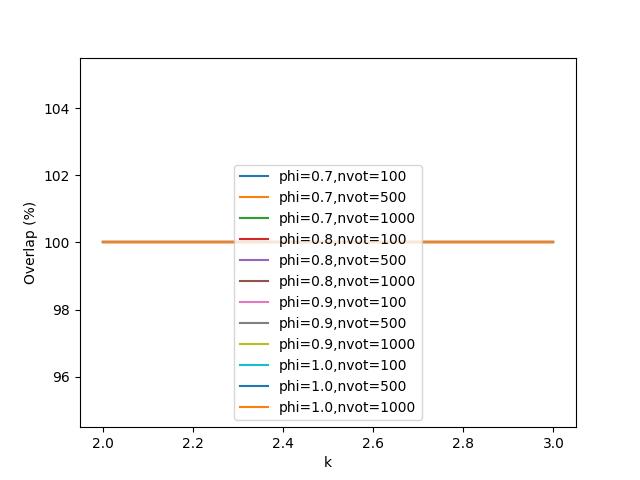 104
102
100
98
96
Overlap (%)
phi=0.7,nvot=100
phi=0.7,nvot=500
phi=0.7,nvot=1000
phi=0.8,nvot=100
phi=0.8,nvot=500
phi=0.8,nvot=1000
phi=0.9,nvot=100
phi=0.9,nvot=500
phi=0.9,nvot=1000
phi=1.0,nvot=100
phi=1.0,nvot=500
phi=1.0,nvot=1000
2.0 2.2 2.4 2.6 2.8 3.0
k